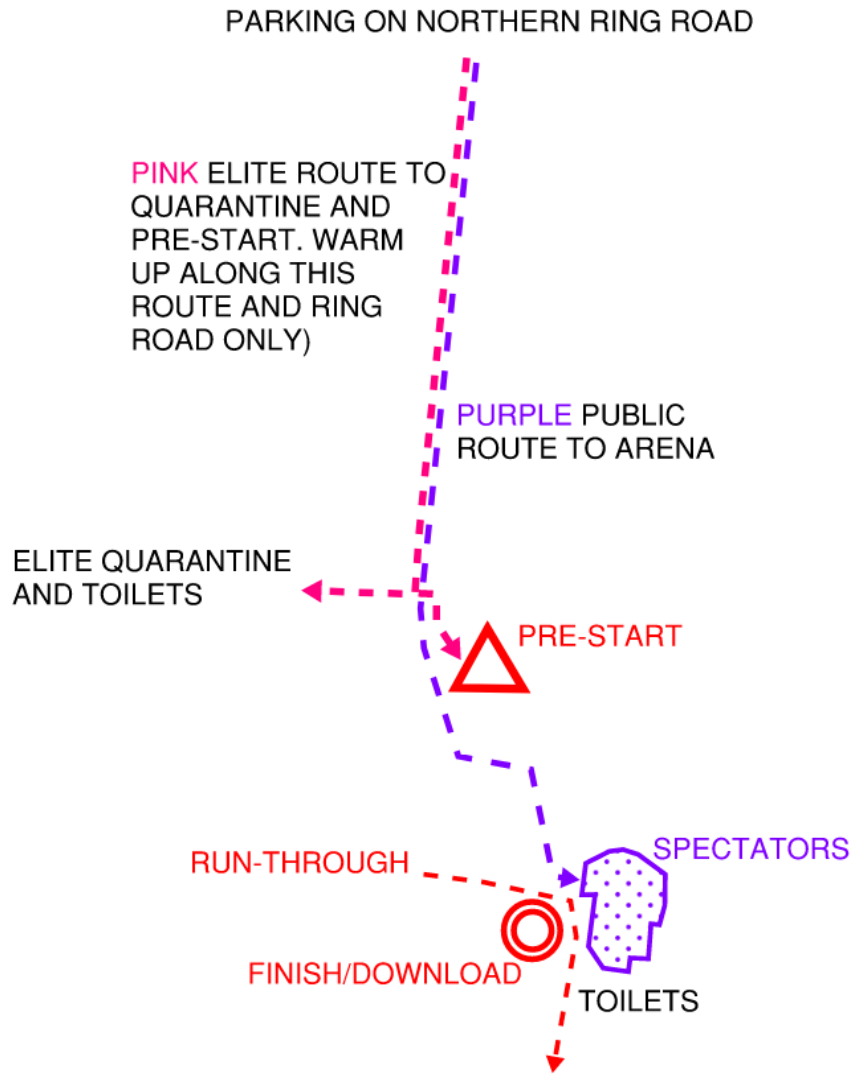 PARKING ON NORTHERN RING ROAD
PINK ELITE ROUTE TO
QUARANTINE AND
PRE-START. WARM
UP ALONG THIS
ROUTE AND RING
ROAD ONLY)
PURPLE PUBLIC
ROUTE TO ARENA
ELITE QUARANTINE
AND TOILETS
PRE-START
SPECTATORS
RUN-THROUGH
FINISH/DOWNLOAD
TOILETS